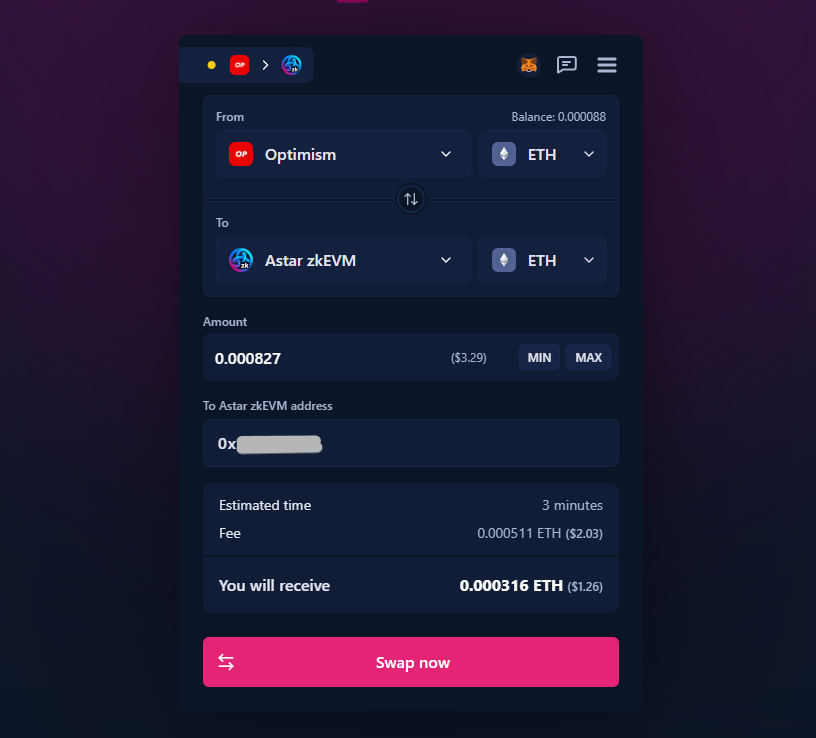 OP zk
From Balance: 0.000088
OP Optimism ETH
To
zk Astar zkEVM ETH
Amount
0.000827 ($3.29) MIN MAX
To Astar zkEVM address
0x
Estimated time 3 minutes
Fee 0.000511 ETH ($2.03)
You will receive 0.000316 ETH ($1.26)
Swap now